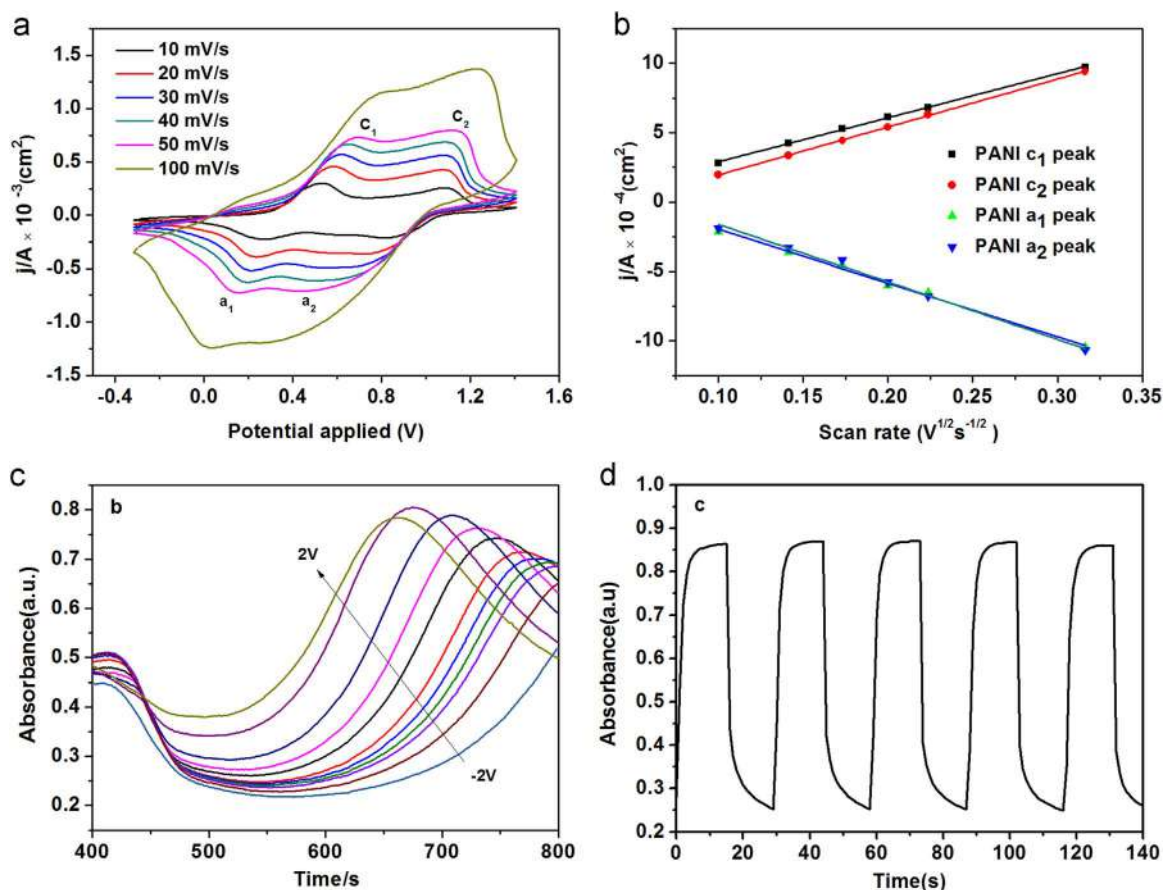 a
1.5
1.0
0.5
0.0
-0.5
-1.0
-1.5
j/A × 10 -3(cm2)
10 mV/s
20 mV/s
30 mV/s
40 mV/s
50 mV/s
100 mV/s
C1
C2
a1
a2
-0.4 0.0 0.4 0.8 1.2 1.6
Potential applied (V)
b
10
5
0
-5
-10
j/A × 10 -4(cm2)
PANI c1 peak
PANI c2 peak
PANI a1 peak
PANI a2 peak
0.10 0.15 0.20 0.25 0.30 0.35
Scan rate (V1/2s-1/2 )
c
b
0.8
0.7
0.6
0.5
0.4
0.3
0.2
Absorbance(a.u.)
2V
-2V
400 500 600 700 800
Time/s
d
c
1.0
0.9
0.8
0.7
0.6
0.5
0.4
0.3
0.2
Absorbance(a.u)
0 20 40 60 80 100 120 140
Time(s)